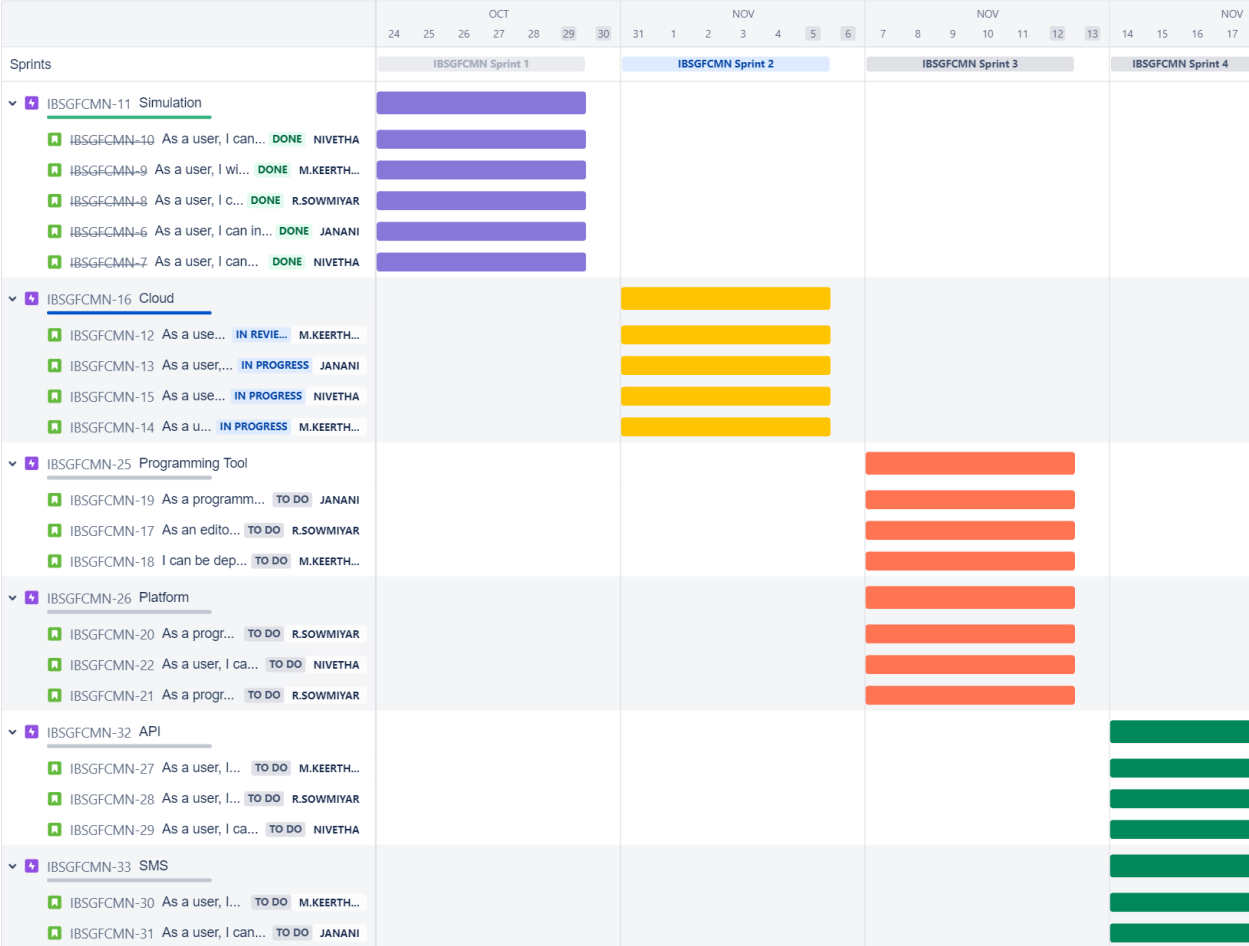 OCT NOV NOV NOV
24 25 26 27 28 29 30 31 1 2 3 4 5 6 7 8 9 10 11 12 13 14 15 16 17
Sprints IBSGFCMN Sprint 1 IBSGFCMN Sprint 2 IBSGFCMN Sprint 3 IBSGFCMN Sprint 4
IBSGFCMN-11 Simulation
IBSGFCMN-10 As a user, I can... DONE NIVETHA
IBSGFCMN-9 As a user, I wi... DONE M.KEERTH...
IBSGFCMN-8 As a user, I c... DONE R.SOWMIYAR
IBSGFCMN-6 As a user, I can in... DONE JANANI
IBSGFCMN-7 As a user, I can... DONE NIVETHA
IBSGFCMN-16 Cloud
IBSGFCMN-12 As a use... IN REVIE... M.KEERTH...
IBSGFCMN-13 As a user,... IN PROGRESS JANANI
IBSGFCMN-15 As a use... IN PROGRESS NIVETHA
IBSGFCMN-14 As a u... IN PROGRESS M.KEERTH...
IBSGFCMN-25 Programming Tool
IBSGFCMN-19 As a programm... TO DO JANANI
IBSGFCMN-17 As an edito... TO DO R.SOWMIYAR
IBSGFCMN-18 I can be dep... TO DO M.KEERTH...
IBSGFCMN-26 Platform
IBSGFCMN-20 As a progr... TO DO R.SOWMIYAR
IBSGFCMN-22 As a user, I ca... TO DO NIVETHA
IBSGFCMN-21 As a progr... TO DO R.SOWMIYAR
IBSGFCMN-32 API
IBSGFCMN-27 As a user, I... TO DO M.KEERTH...
IBSGFCMN-28 As a user, I... TO DO R.SOWMIYAR
IBSGFCMN-29 As a user, I ca... TO DO NIVETHA
IBSGFCMN-33 SMS
IBSGFCMN-30 As a user, I... TO DO M.KEERTH...
IBSGFCMN-31 As a user, I can... TO DO JANANI